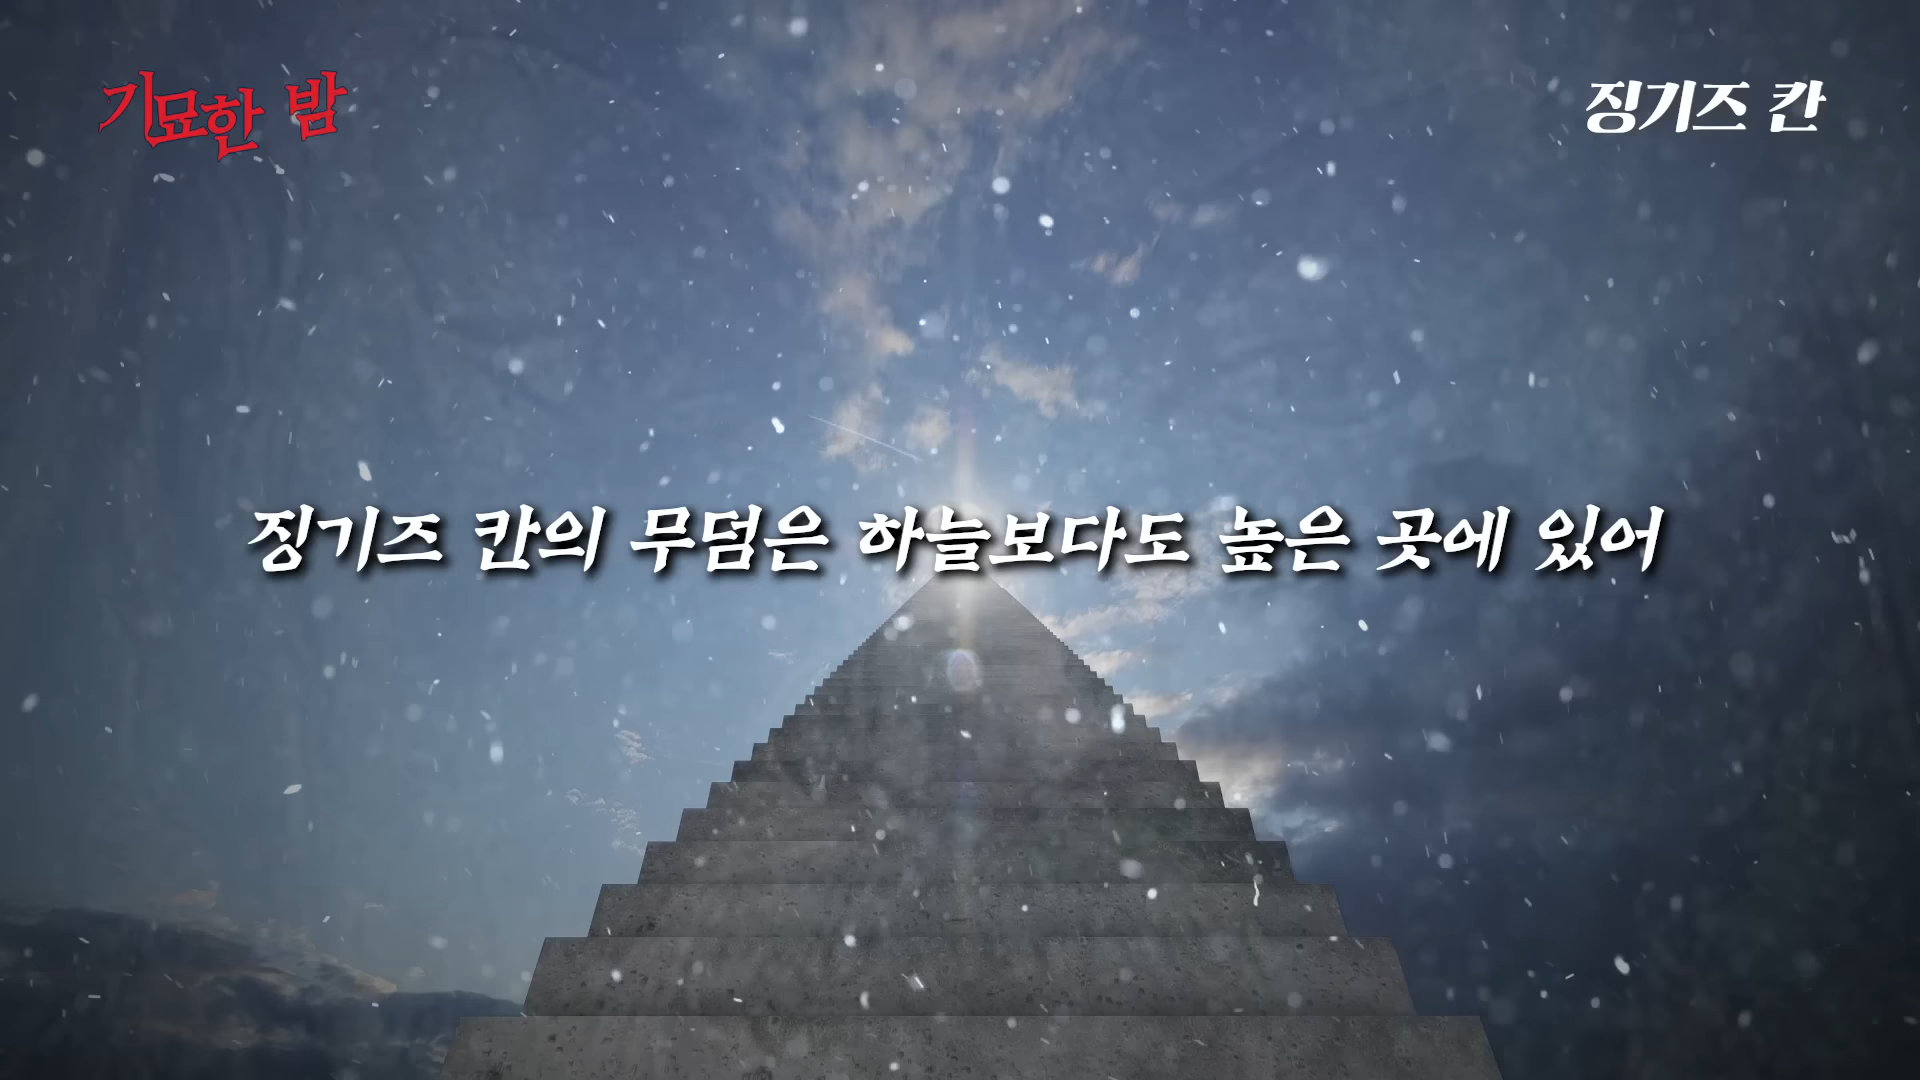 기묘한 밤
징기즈 칸
징기즈 칸의 무덤은 하늘보다도 높은 곳에 있어